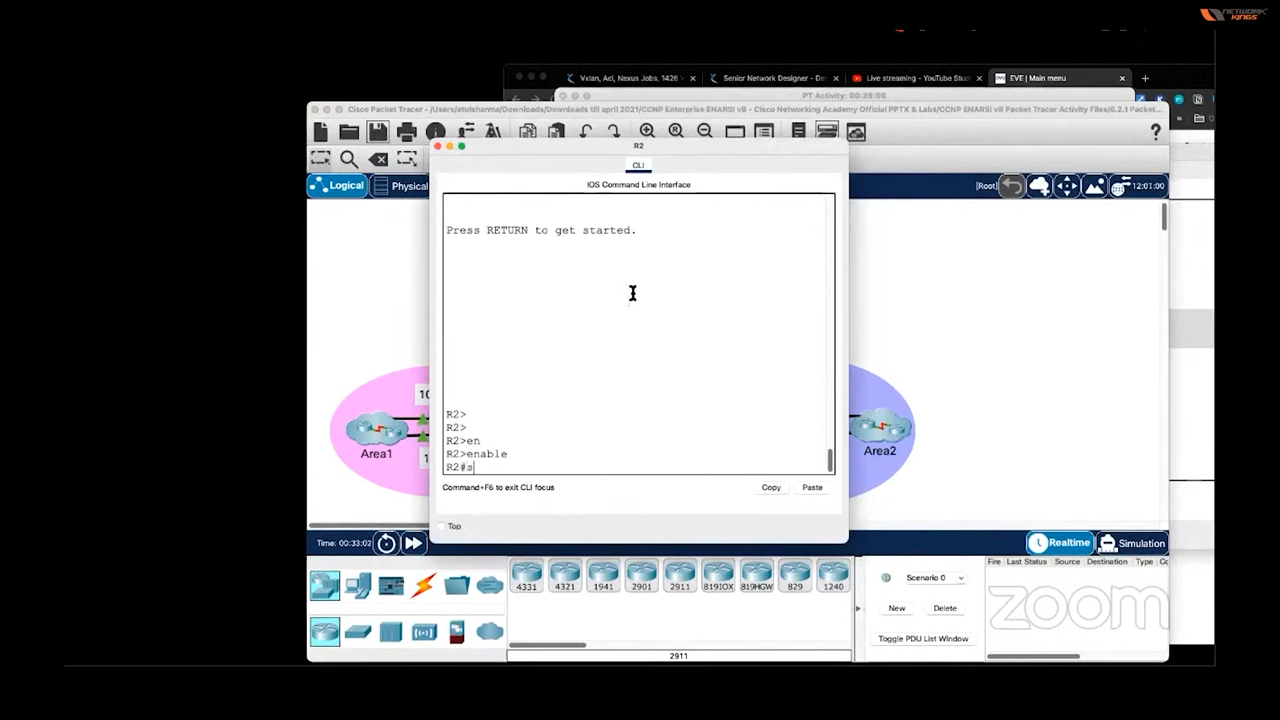 NETWORK
KINGS
Vxlan, Aci, Nexus Jobs, 1426
Senior Network Designer - De
Live streaming - YouTube Stud
EVE | Main menu
PT Activity: 00:38:56
Cisco Packet Tracer - /Users/atulsharma/Downloads/Downloads till april 2021/CCNP Enterprise ENARSI v8 - Cisco Networking Academy Official PPTX & Labs/CCNP ENARSI v8 Packet Tracer Activity Files/6.2.1 Packet...
R2
CLI
Logical
Physical
IOS Command Line Interface
[Root]
12:01:00
Press RETURN to get started.
R2>
R2>
R2>en
R2>enable
R2#s
10
1
Area1
Area2
Command+F6 to exit CLI focus
Copy
Paste
Top
Time: 00:33:02
Realtime
Simulation
4331
4321
1941
2901
2911
819IOX
819HGW
829
1240
Scenario 0
New
Delete
Toggle PDU List Window
Fire
Last Status
Source
Destination
Type
Co
zoom
2911